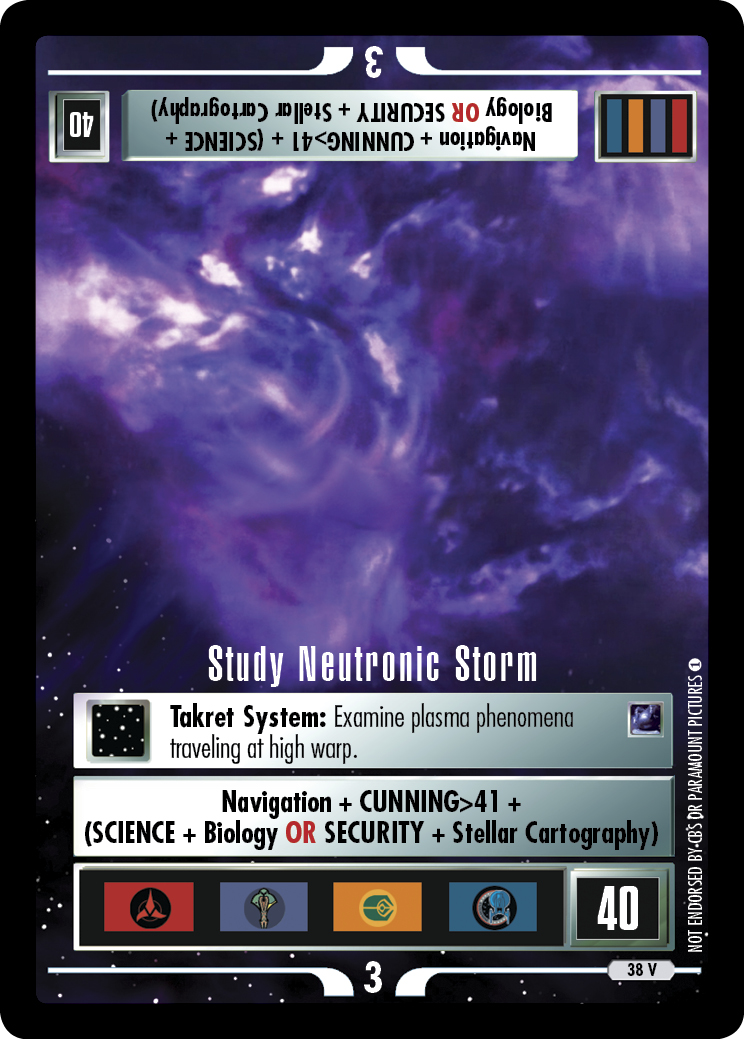 3
40
Navigation + CUNNING>41 + (SCIENCE +
Biology OR SECURITY + Stellar Cartography)
Study Neutronic Storm
Takret System: Examine plasma phenomena
traveling at high warp.
Navigation + CUNNING>41 +
(SCIENCE + Biology OR SECURITY + Stellar Cartography)
40
3
38 V
NOT ENDORSED BY CBS OR PARAMOUNT PICTURES 1